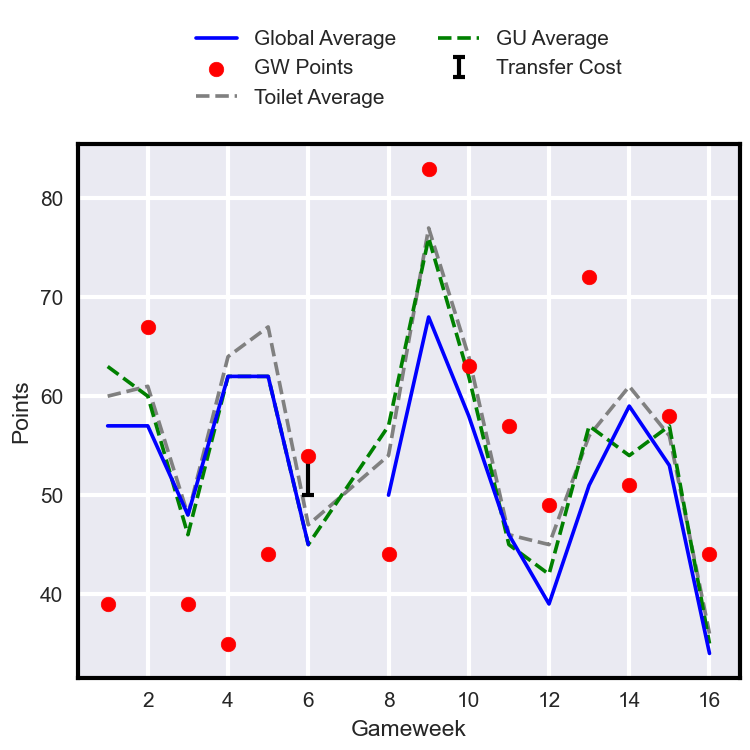 Global Average
GW Points
Toilet Average
GU Average
Transfer Cost
Points
80
70
60
50
40
2 4 6 8 10 12 14 16
Gameweek